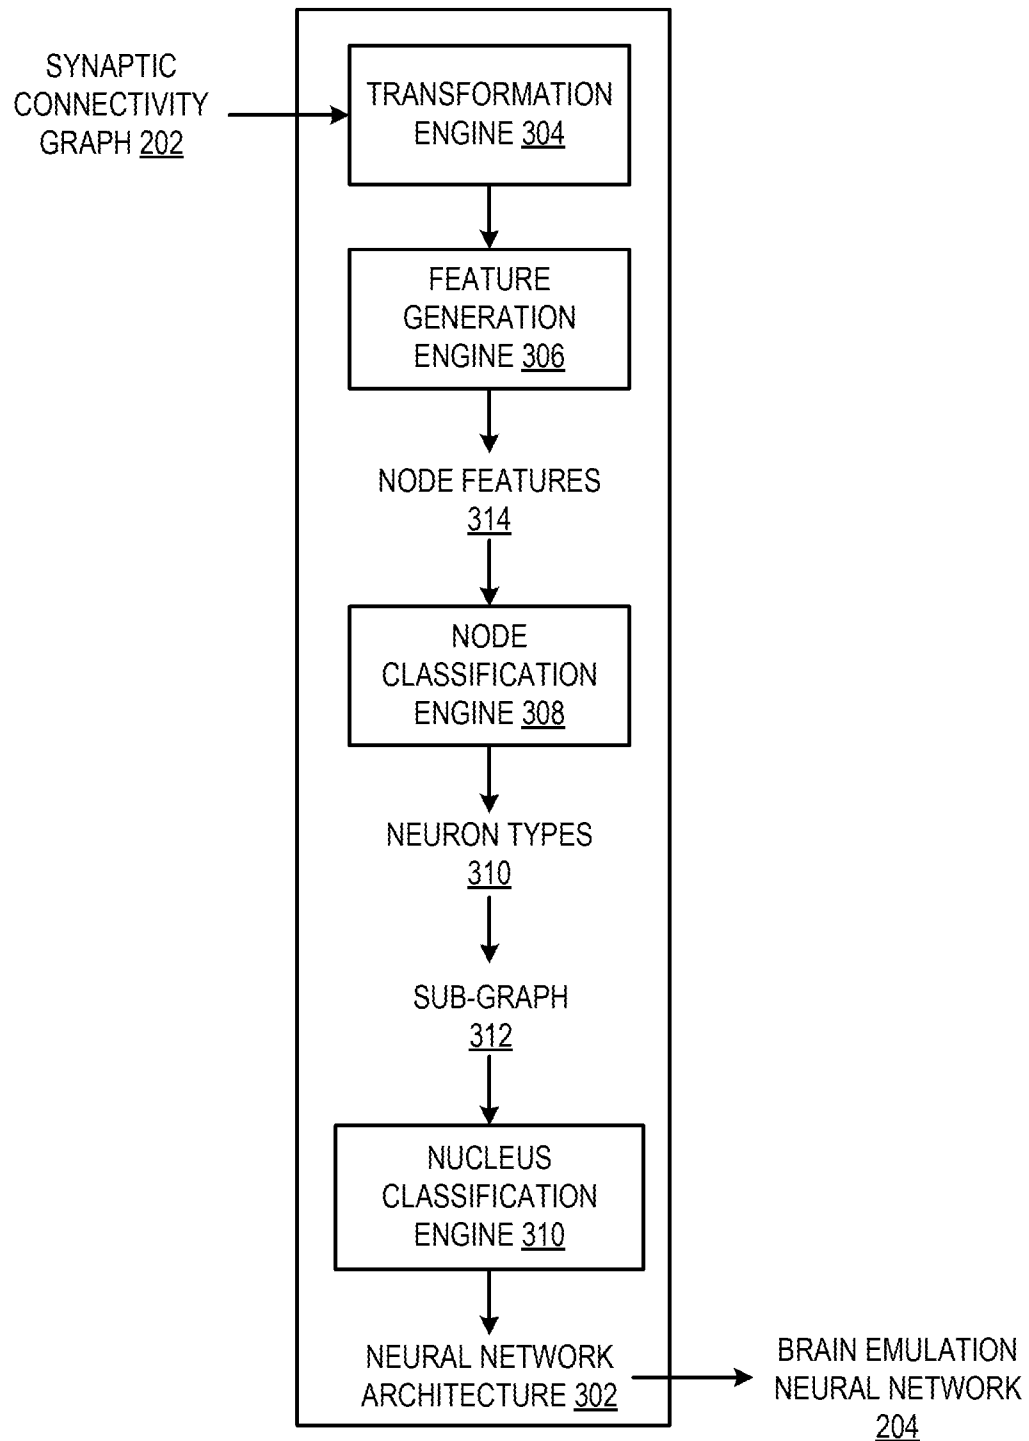 SYNAPTIC
CONNECTIVITY
GRAPH 202
TRANSFORMATION
ENGINE 304
FEATURE
GENERATION
ENGINE 306
NODE FEATURES
314
NODE
CLASSIFICATION
ENGINE 308
NEURON TYPES
310
SUB-GRAPH
312
NUCLEUS
CLASSIFICATION
ENGINE 310
NEURAL NETWORK
ARCHITECTURE 302
BRAIN EMULATION
NEURAL NETWORK
204